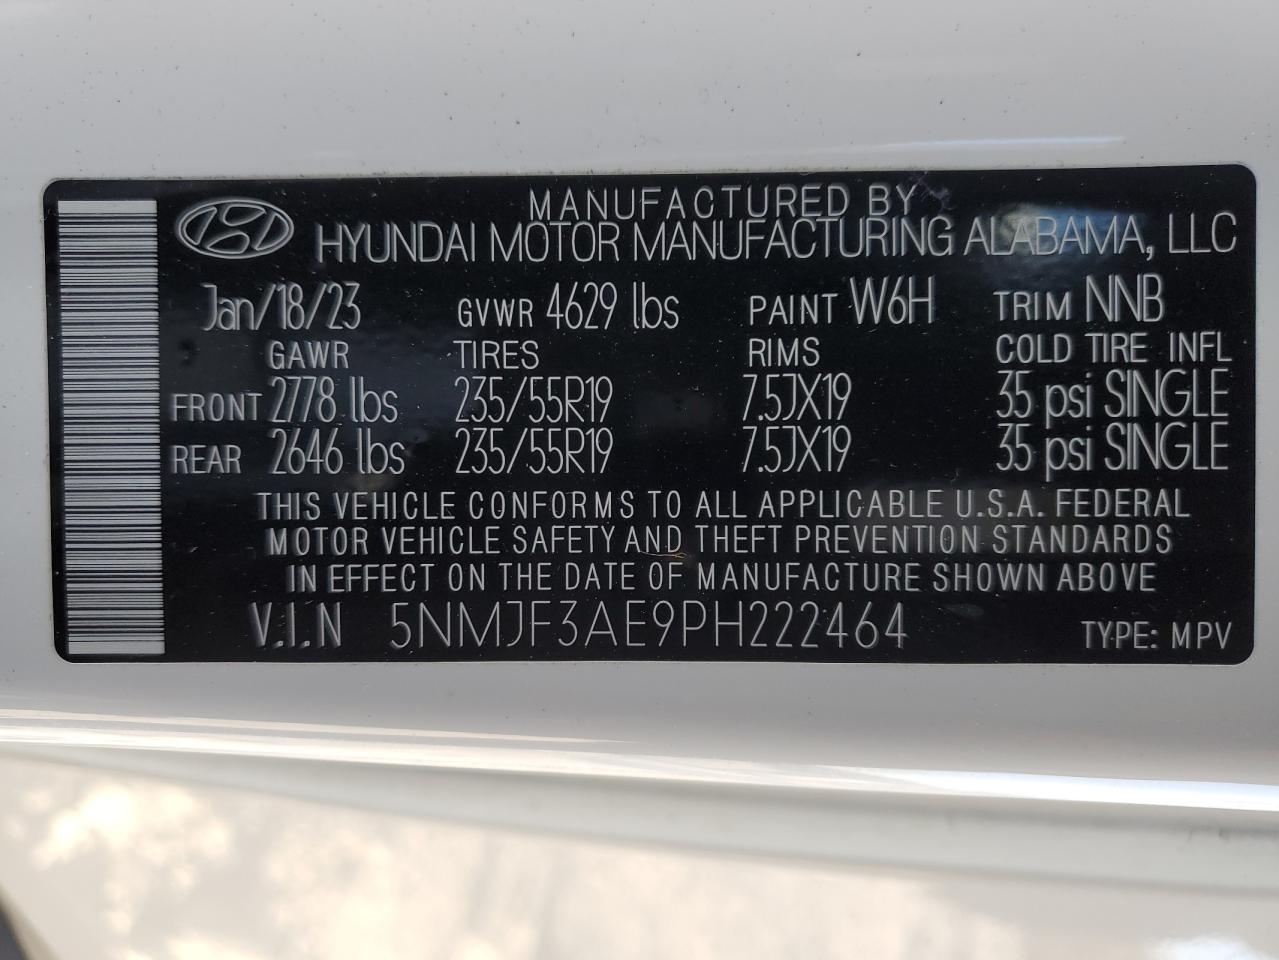 MANUFACTURED BY
HYUNDAI MOTOR MANUFACTURING ALABAMA, LLC
Jan/18/23 GVWR 4629 lbs PAINT W6H TRIM NNB
GAWR TIRES RIMS COLD TIRE INFL
FRONT 2778 lbs 235/55R19 7.5JX19 35 psi SINGLE
REAR 2646 lbs 235/55R19 7.5JX19 35 psi SINGLE
THIS VEHICLE CONFORMS TO ALL APPLICABLE U.S.A. FEDERAL
MOTOR VEHICLE SAFETY AND THEFT PREVENTION STANDARDS
IN EFFECT ON THE DATE OF MANUFACTURE SHOWN ABOVE
V.I.N 5NMJF3AE9PH222464 TYPE: MPV